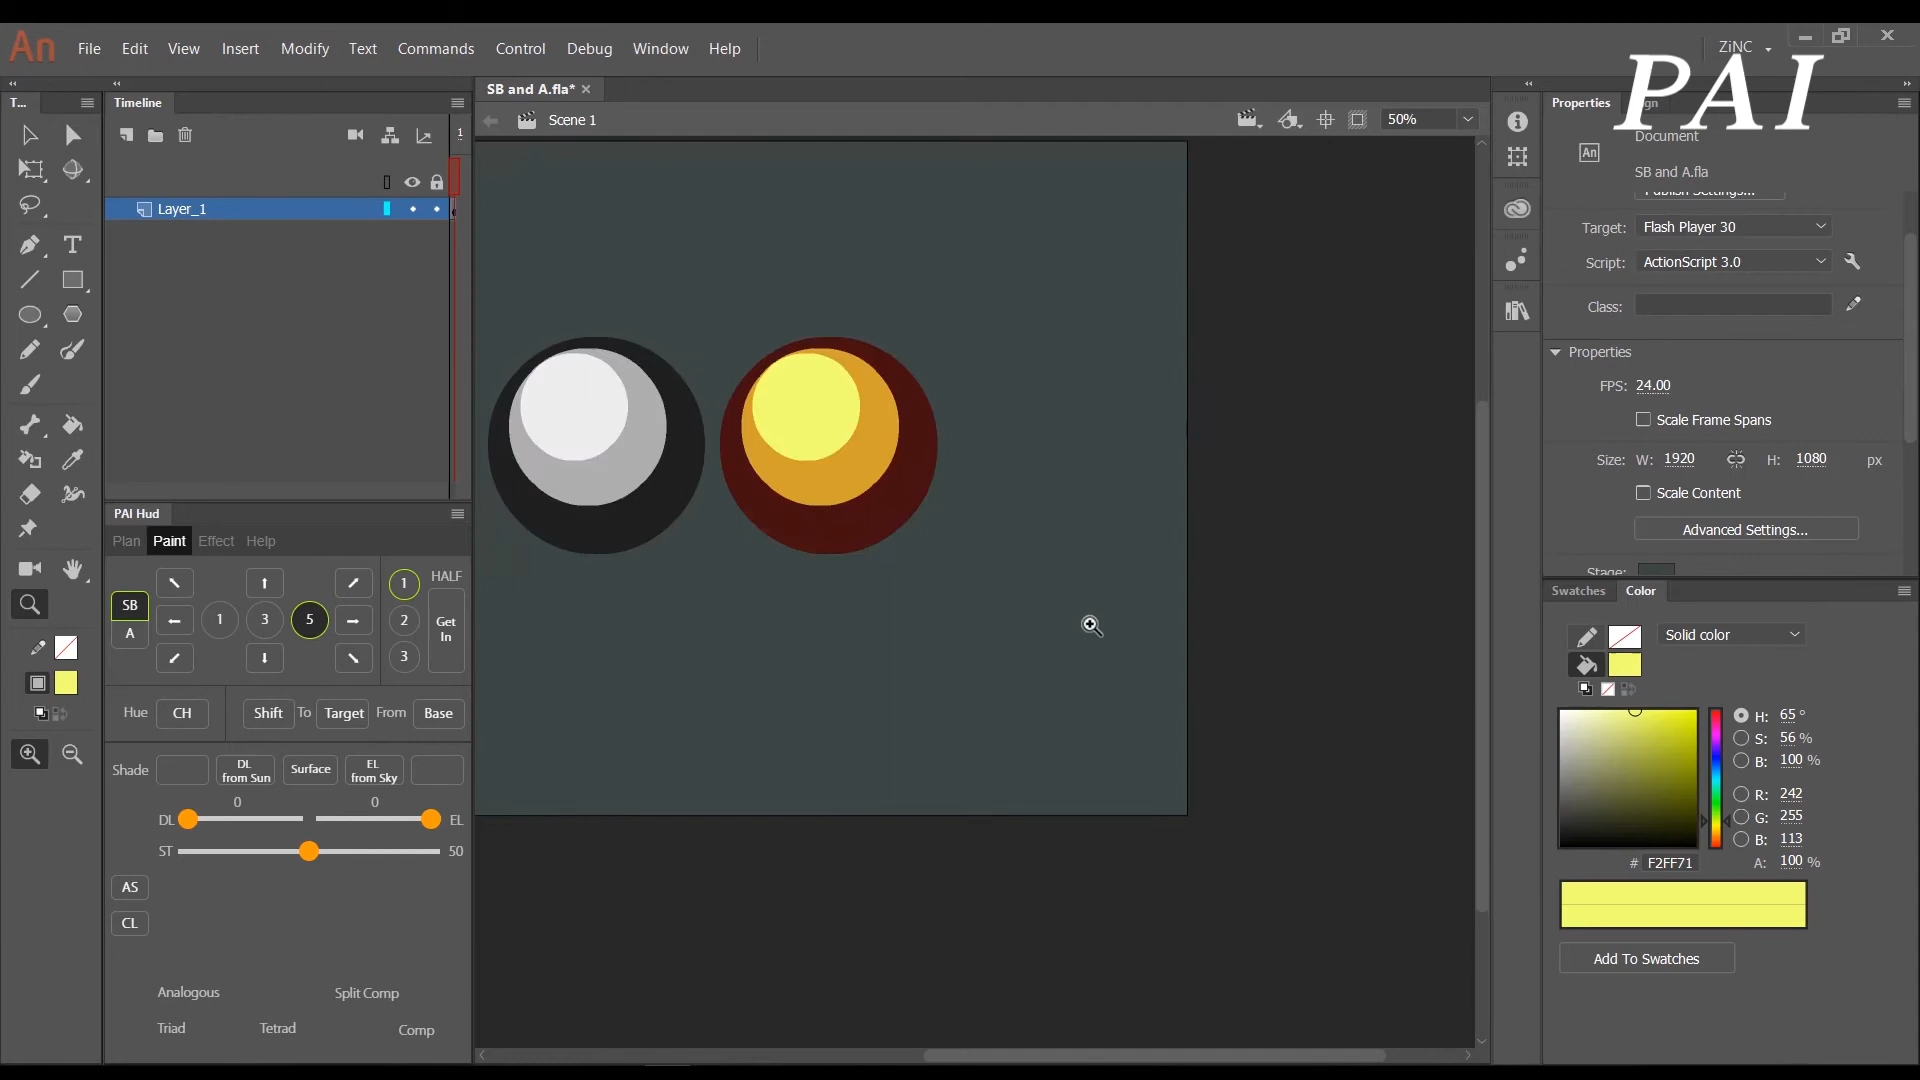 An File Edit View Insert Modify Text Commands Control Debug Window Help ZiNC
PAI
T... Timeline SB and A.fla* Properties
Scene 1 50%
1
Document
An
SB and A.fla
Publish Settings...
Layer_1
Target: Flash Player 30
Script: ActionScript 3.0
Class:
Properties
FPS: 24.00
Scale Frame Spans
Size: W: 1920 H: 1080 px
Scale Content
Advanced Settings...
Stage:
PAI Hud
Plan Paint Effect Help
SB
A
1 3 5
1
2
3
HALF
Get
In
Hue CH Shift To Target From Base
Shade DL
from Sun Surface EL
from Sky
0 0
DL EL
ST 50
AS
CL
Analogous Split Comp
Triad Tetrad Comp
Swatches Color
Solid color
H: 65 °
S: 56 %
B: 100 %
R: 242
G: 255
B: 113
# F2FF71 A: 100 %
Add To Swatches